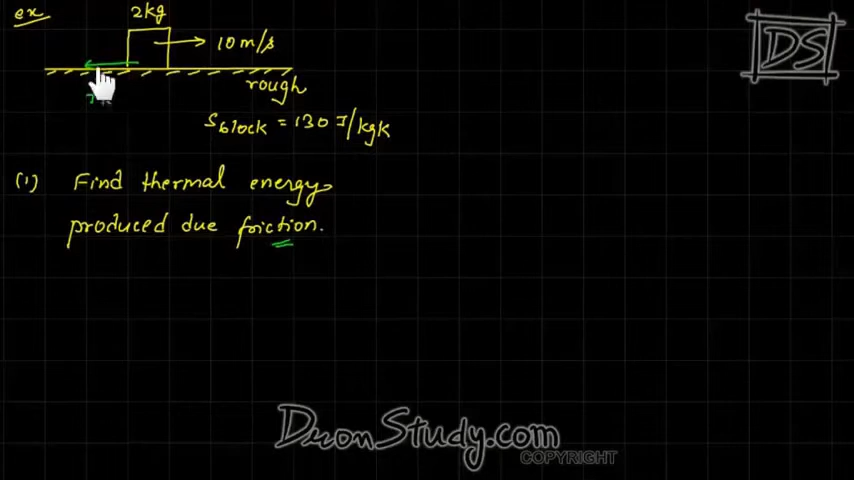 ex
2kg
10 m/s
rough
S block = 130 J/kgK
(1) Find thermal energy
produced due friction.
DS
DronStudy.com
COPYRIGHT